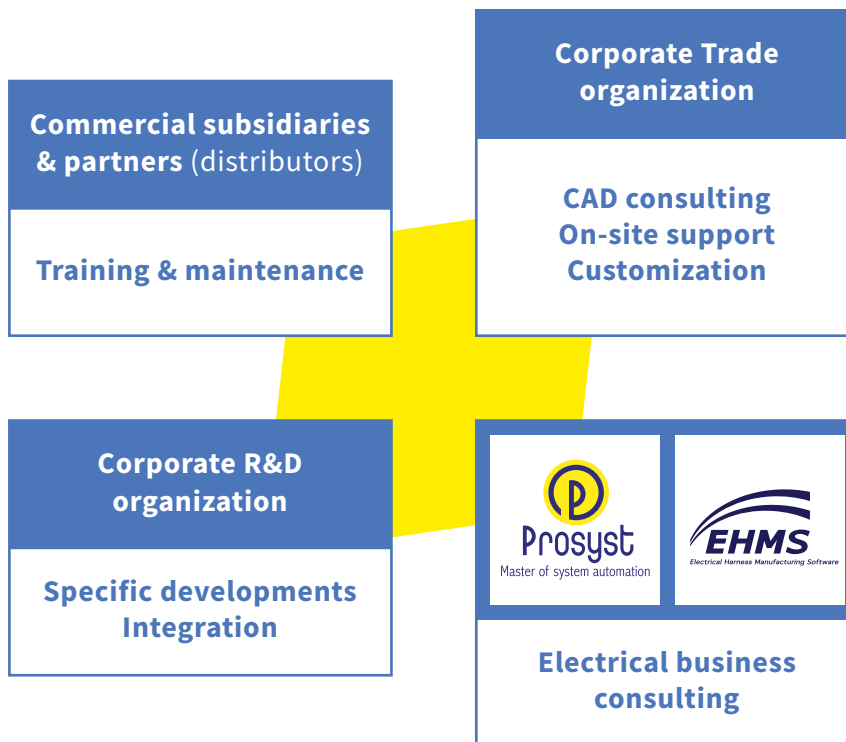 Commercial subsidiaries
& partners (distributors)
Training & maintenance
Corporate Trade
organization
CAD consulting
On-site support
Customization
Corporate R&D
organization
Specific developments
Integration
Prosyst
Master of system automation
EHMS
Electrical Harness Manufacturing Software
Electrical business
consulting